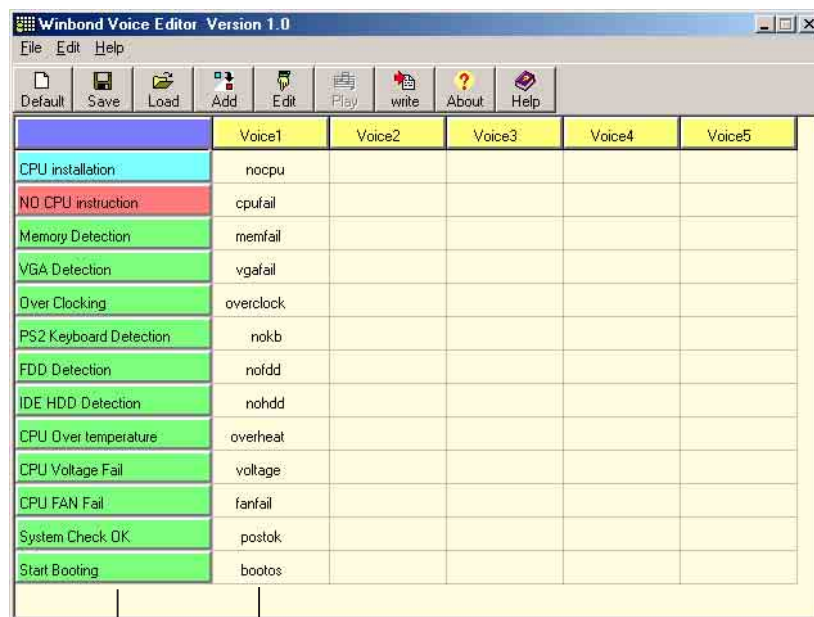 Winbond Voice Editor Version 1.0
File Edit Help
Default Save Load Add Edit Play write About Help
Voice1 Voice2 Voice3 Voice4 Voice5
CPU installation nocpu
NO CPU instruction cpufail
Memory Detection memfail
VGA Detection vgafail
Over Clocking overclock
PS2 Keyboard Detection nokb
FDD Detection nofdd
IDE HDD Detection nohdd
CPU Over temperature overheat
CPU Voltage Fail voltage
CPU FAN Fail fanfail
System Check OK postok
Start Booting bootos